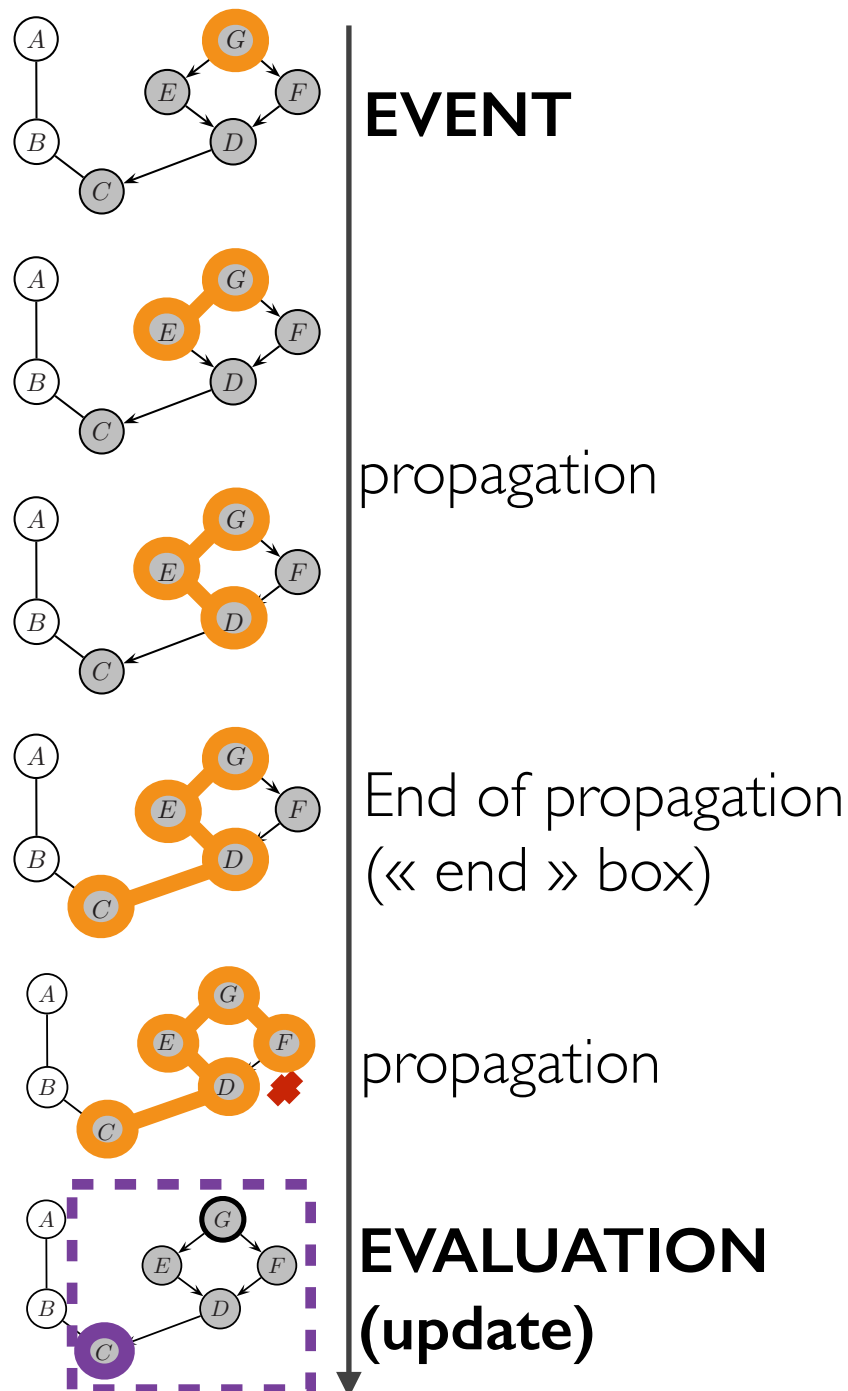 A
G
E
F
EVENT
B
D
C
A
G
E
F
B
D
C
propagation
A
G
E
F
B
D
C
A
G
E
F
End of propagation
B
D
(« end » box)
C
A
G
E
F
propagation
B
D
C
A
G
E
F
EVALUATION
B
D
(update)
C